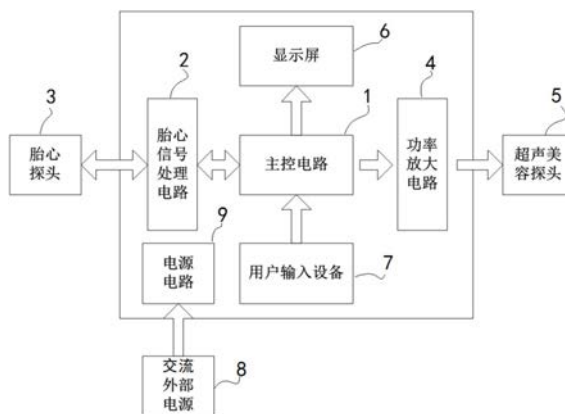 6
显示屏
2
4
3
1
5
胎心
探头
胎心
信号
处理
电路
主控电路
功率
放大
电路
超声美
容探头
9
电源
电路
用户输入设备
7
交流
外部
电源
8